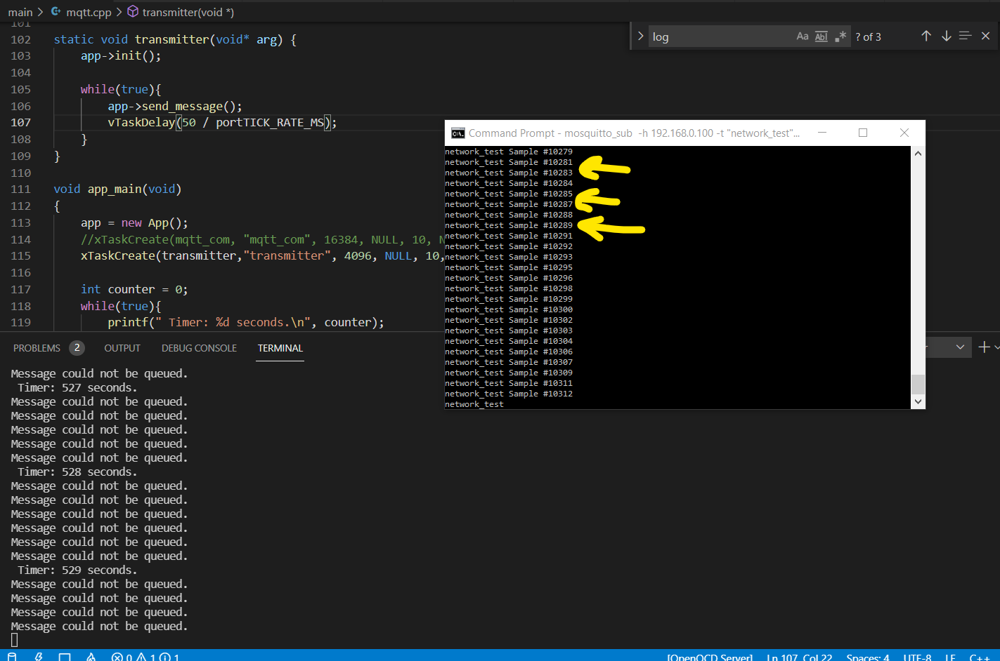 main > mqtt.cpp > transmitter(void *)
101
102 static void transmitter(void* arg) {
103 app->init();
104
105 while(true){
106 app->send_message();
107 vTaskDelay(50 / portTICK_RATE_MS);
108 }
109 }
110
111 void app_main(void)
112 {
113 app = new App();
114 //xTaskCreate(mqtt_com, "mqtt_com", 16384, NULL, 10, N
115 xTaskCreate(transmitter,"transmitter", 4096, NULL, 10,
116
117 int counter = 0;
118 while(true){
119 printf(" Timer: %d seconds.\n", counter);
log Aa Abl .* ? of 3
Command Prompt - mosquitto_sub -h 192.168.0.100 -t "network_test"...
network_test Sample #10279
network_test Sample #10281
network_test Sample #10283
network_test Sample #10284
network_test Sample #10285
network_test Sample #10287
network_test Sample #10288
network_test Sample #10289
network_test Sample #10291
network_test Sample #10292
network_test Sample #10293
network_test Sample #10295
network_test Sample #10296
network_test Sample #10298
network_test Sample #10299
network_test Sample #10300
network_test Sample #10302
network_test Sample #10303
network_test Sample #10304
network_test Sample #10306
network_test Sample #10307
network_test Sample #10309
network_test Sample #10311
network_test Sample #10312
network_test
PROBLEMS 2 OUTPUT DEBUG CONSOLE TERMINAL
Message could not be queued.
Timer: 527 seconds.
Message could not be queued.
Message could not be queued.
Message could not be queued.
Message could not be queued.
Message could not be queued.
Timer: 528 seconds.
Message could not be queued.
Message could not be queued.
Message could not be queued.
Message could not be queued.
Message could not be queued.
Message could not be queued.
Timer: 529 seconds.
Message could not be queued.
Message could not be queued.
Message could not be queued.
Message could not be queued.
0 1 1 [OpenOCD Server] Ln 107, Col 22 Spaces: 4 UTF-8 LF C++